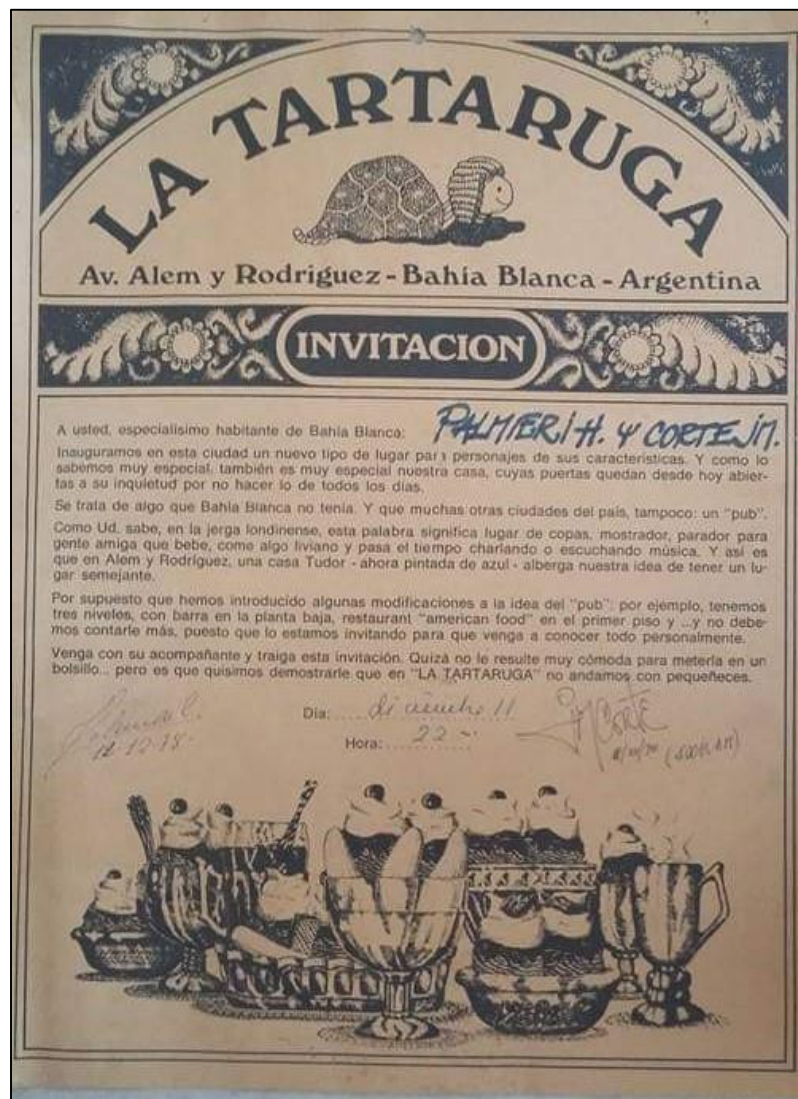 LA TARTARUGA
Av. Alem y Rodriguez - Bahía Blanca - Argentina
INVITACION
A usted, especialisimo habitante de Bahía Blanca: PALMIERI H. Y CORTE JM.
Inauguramos en esta ciudad un nuevo tipo de lugar para personajes de sus características. Y como lo
sabemos muy especial, también es muy especial nuestra casa, cuyas puertas quedan desde hoy abier-
tas a su inquietud por no hacer lo de todos los días.
Se trata de algo que Bahía Blanca no tenía. Y que muchas otras ciudades del país, tampoco: un "pub".
Como Ud. sabe, en la jerga londinense, esta palabra significa lugar de copas, mostrador, parador para
gente amiga que bebe, come algo liviano y pasa el tiempo charlando o escuchando música. Y así es
que en Alem y Rodríguez, una casa Tudor - ahora pintada de azul - alberga nuestra idea de tener un lu-
gar semejante.
Por supuesto que hemos introducido algunas modificaciones a la idea del "pub": por ejemplo, tenemos
tres niveles, con barra en la planta baja, restaurant "american food" en el primer piso y ...y no debe-
mos contarle más, puesto que lo estamos invitando para que venga a conocer todo personalmente.
Venga con su acompañante y traiga esta invitación. Quizá no le resulte muy cómoda para meterla en un
bolsillo... pero es que quisimos demostrarle que en "LA TARTARUGA" no andamos con pequeñeces.
Día: diciembre 11
Hora: 22
12-12-78
JM CORTE